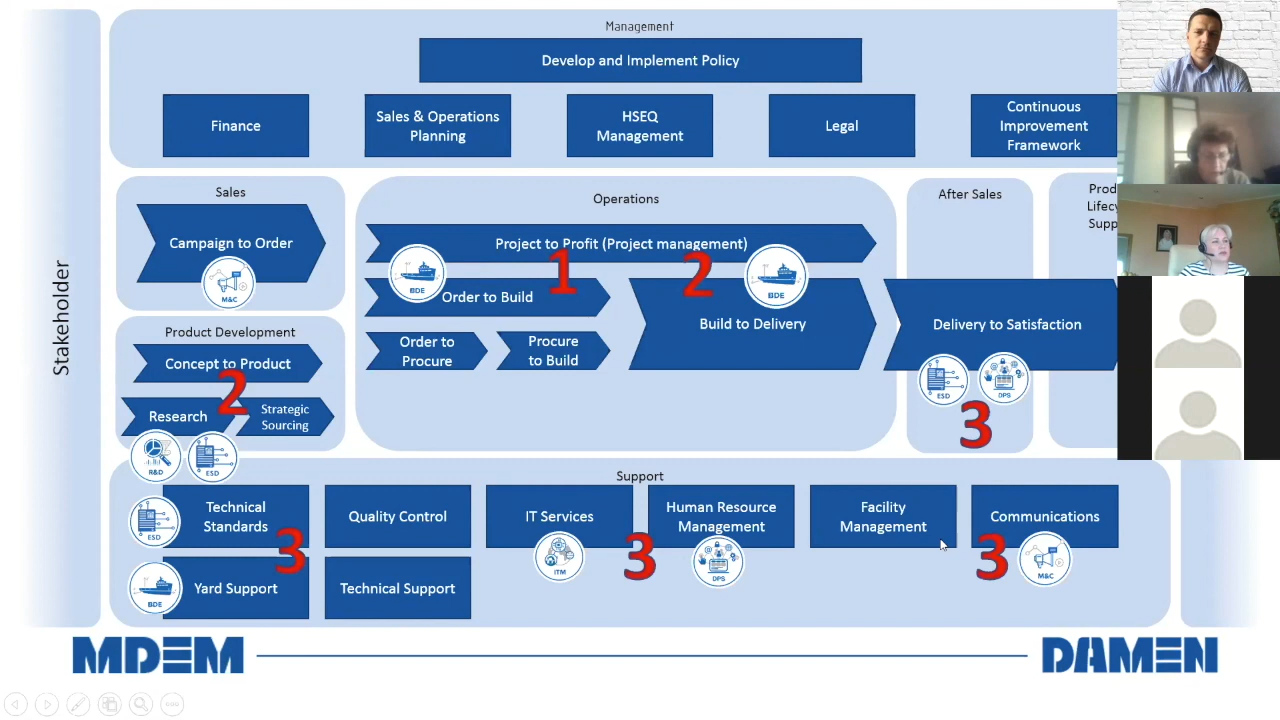 Management
Develop and Implement Policy
Finance
Sales & Operations
Planning
HSEQ
Management
Legal
Continuous
Improvement
Framework
Sales
Campaign to Order
M&C
Operations
Project to Profit (Project management)
BDE
1
2
BDE
Order to Build
Build to Delivery
Order to
Procure
Procure
to Build
After Sales
Delivery to Satisfaction
ESD
DPS
3
Prod
Lifecy
Supp
Stakeholder
Product Development
Concept to Product
2
Research
Strategic
Sourcing
R&D
ESD
Support
Technical
Standards
ESD
3
Quality Control
IT Services
ITM
3
Human Resource
Management
DPS
Facility
Management
Communications
3
M&C
Yard Support
BDE
Technical Support
MDEM
DAMEN